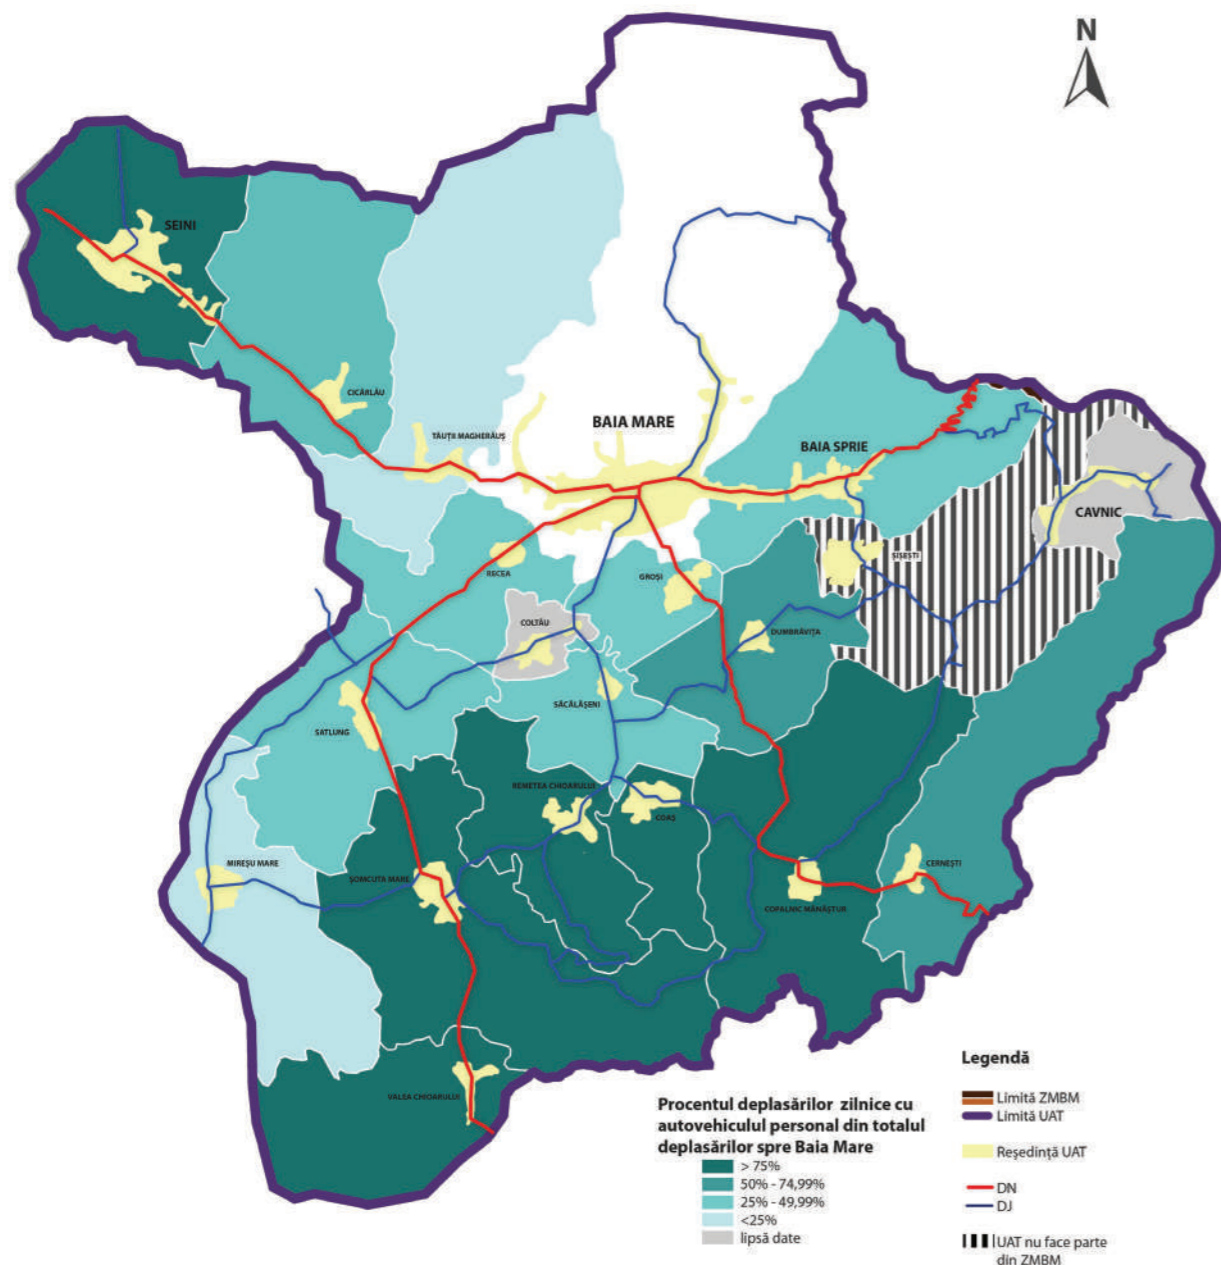 N
SEINI
CICÂRLĂU
TĂUȚII MAGHERĂUȘ
BAIA MARE
BAIA SPRIE
CAVNIC
ȘIȘEȘTI
RECEA
GROȘI
COLTĂU
DUMBRĂVIȚA
SĂCĂLĂȘENI
SATLUNG
REMETEA CHIOARULUI
COAȘ
MIREȘU MARE
ȘOMCUTA MARE
CERNEȘTI
COPALNIC MĂNĂȘTUR
VALEA CHIOARULUI
Procentul deplasărilor zilnice cu
autovehiculul personal din totalul
deplasărilor spre Baia Mare
> 75%
50% - 74,99%
25% - 49,99%
<25%
lipsă date
Legendă
Limită ZMBM
Limită UAT
Reședință UAT
DN
DJ
UAT nu face parte
din ZMBM